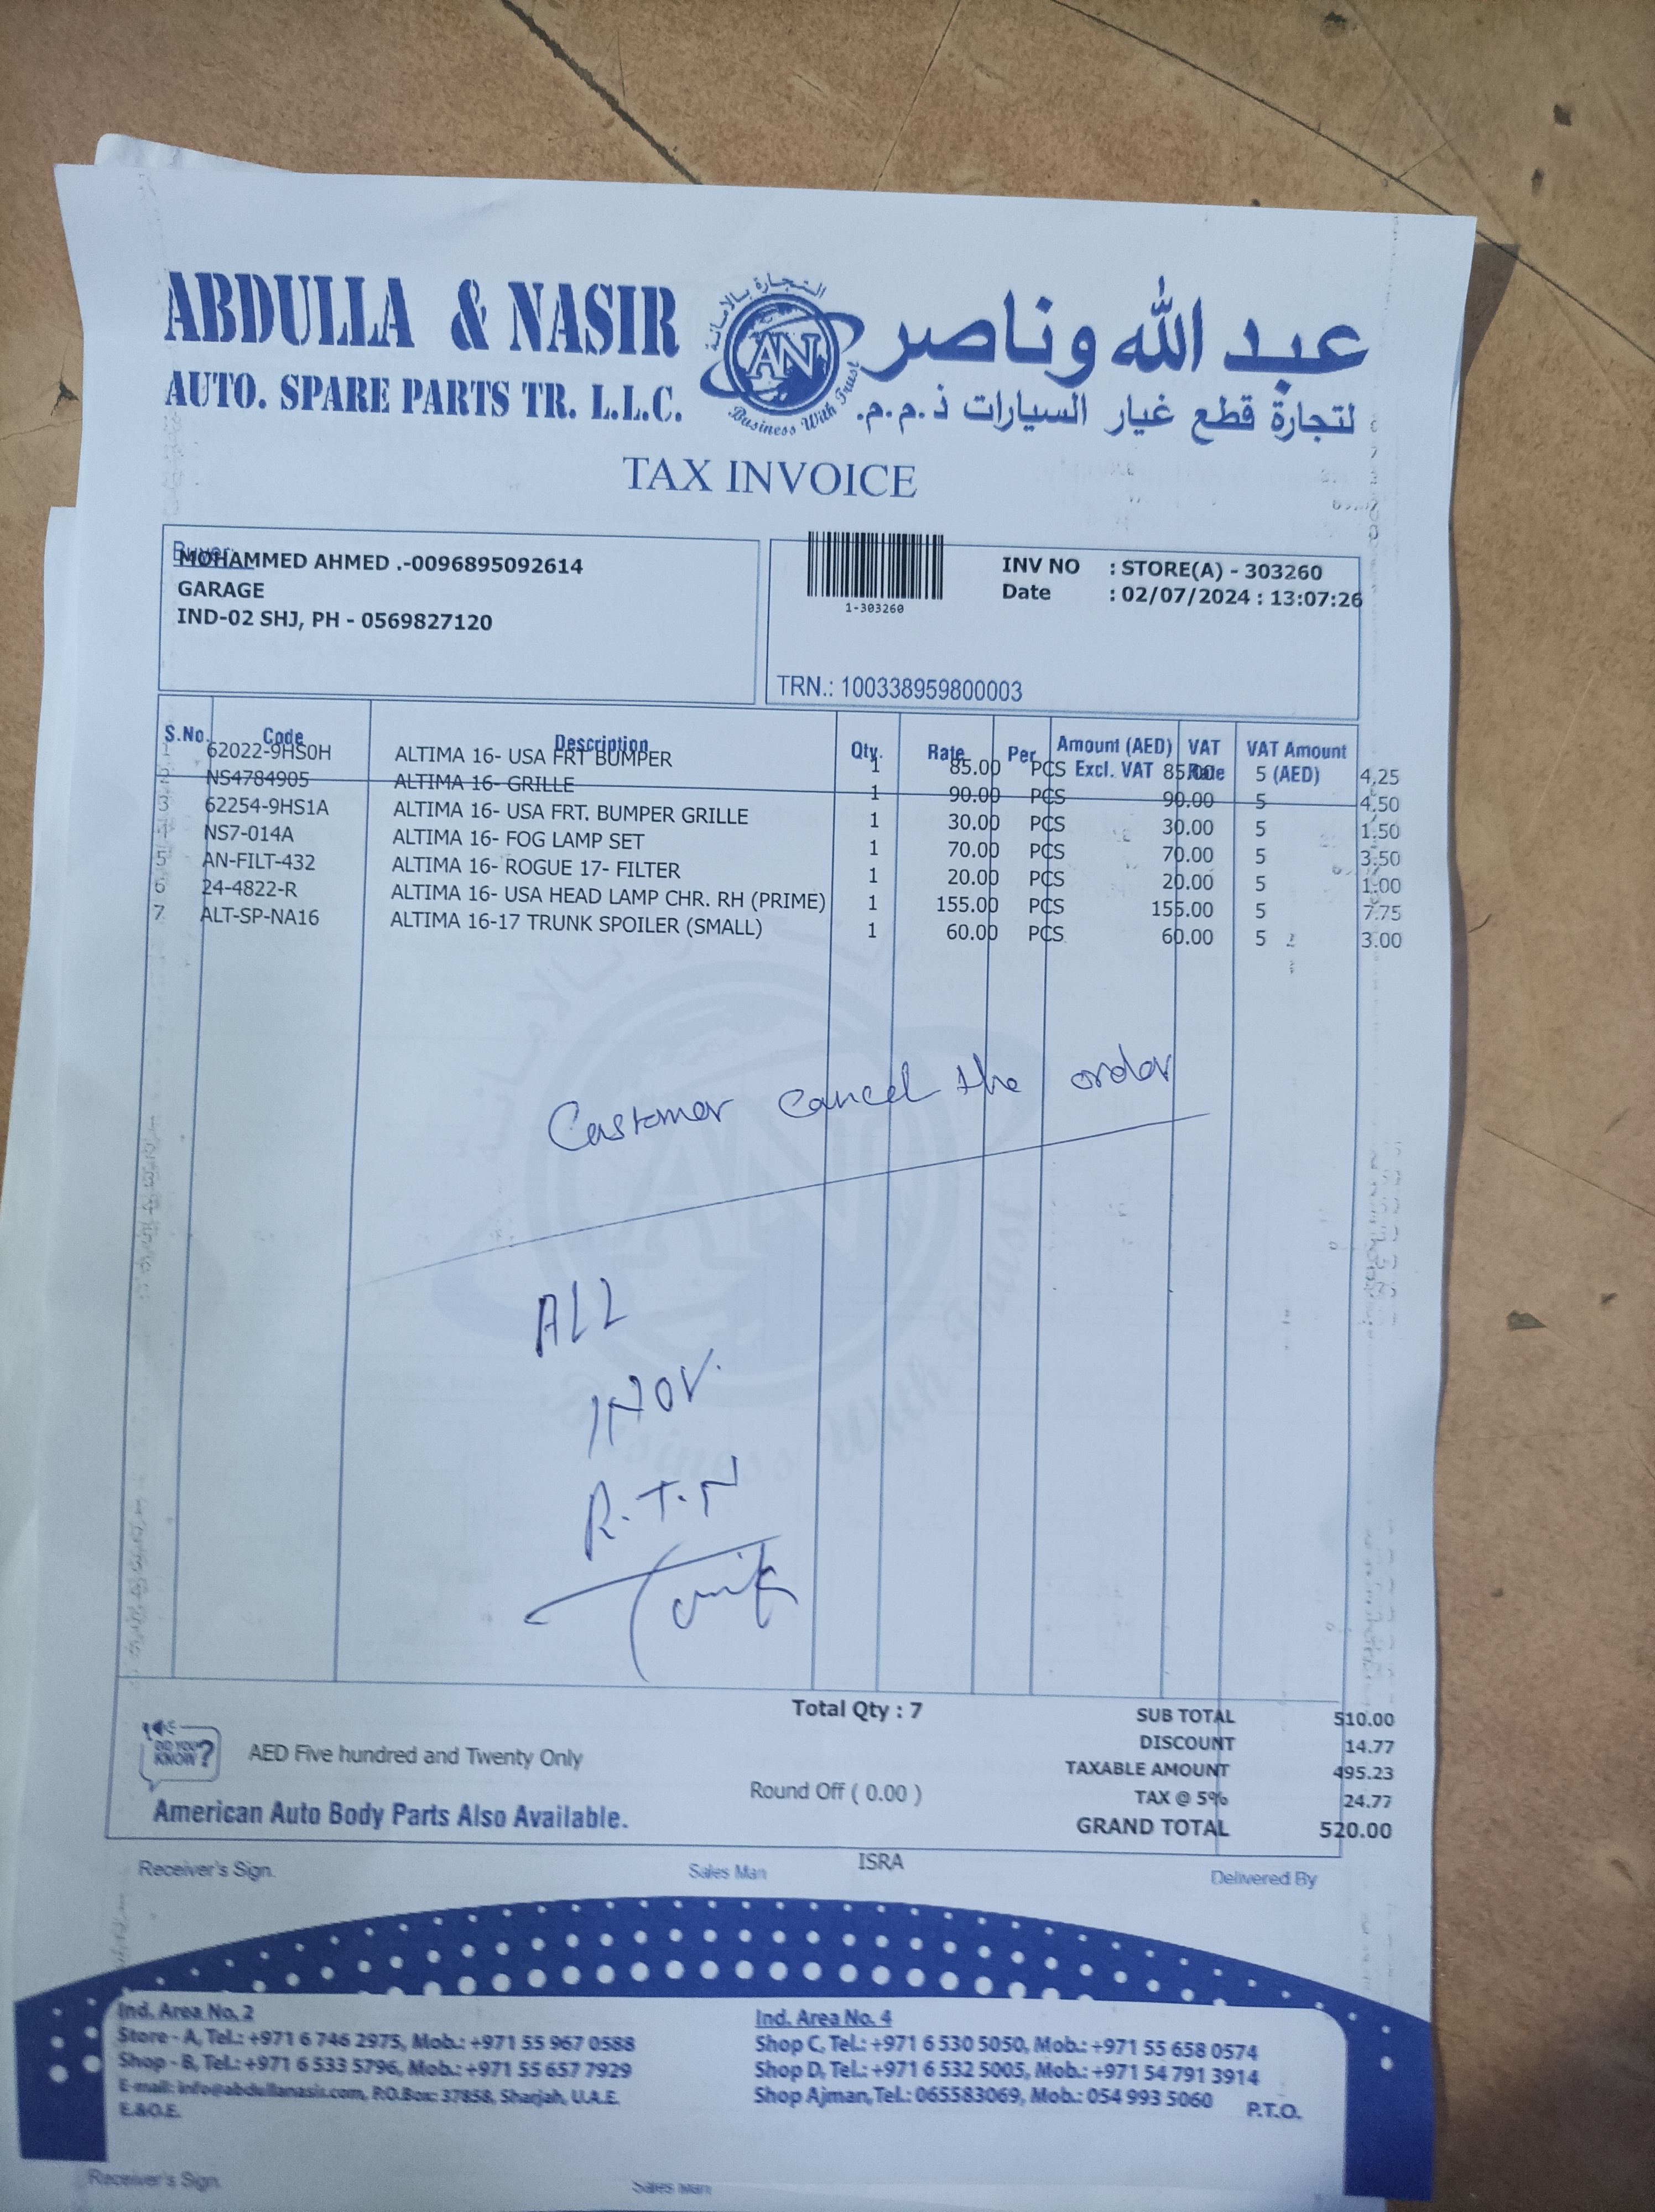 ABDULLA & NASIR
AUTO. SPARE PARTS TR. L.L.C.
التجارة بالامانة
AN
Business With Trust
عبد الله وناصر
لتجارة قطع غيار السيارات ذ.م.م.
TAX INVOICE
Buyer:
MOHAMMED AHMED .-0096895092614
GARAGE
IND-02 SHJ, PH - 0569827120
1-303260
INV NO : STORE(A) - 303260
Date : 02/07/2024 : 13:07:26
TRN.: 100338959800003
S.No. Code Description Qty. Rate Per Amount (AED) Excl. VAT VAT Rate VAT Amount (AED)
1 62022-9HS0H ALTIMA 16- USA FRT BUMPER 1 85.00 PCS 85.00 5 4.25
2 NS4784905 ALTIMA 16- GRILLE 1 90.00 PCS 90.00 5 4.50
3 62254-9HS1A ALTIMA 16- USA FRT. BUMPER GRILLE 1 30.00 PCS 30.00 5 1.50
4 NS7-014A ALTIMA 16- FOG LAMP SET 1 70.00 PCS 70.00 5 3.50
5 AN-FILT-432 ALTIMA 16- ROGUE 17- FILTER 1 20.00 PCS 20.00 5 1.00
6 24-4822-R ALTIMA 16- USA HEAD LAMP CHR. RH (PRIME) 1 155.00 PCS 155.00 5 7.75
7 ALT-SP-NA16 ALTIMA 16-17 TRUNK SPOILER (SMALL) 1 60.00 PCS 60.00 5 3.00
Customer cancel the order
ALL
INOV.
R.T.N
Total Qty : 7
SUB TOTAL 510.00
DISCOUNT 14.77
TAXABLE AMOUNT 495.23
TAX @ 5% 24.77
GRAND TOTAL 520.00
DID YOU KNOW?
AED Five hundred and Twenty Only
Round Off ( 0.00 )
American Auto Body Parts Also Available.
Receiver's Sign. Sales Man ISRA Delivered By
Ind. Area No. 2
Store - A, Tel.: +971 6 746 2975, Mob.: +971 55 967 0588
Shop - B, Tel.: +971 6 533 5796, Mob.: +971 55 657 7929
E-mail: info@abdullanasir.com, P.O.Box: 37858, Sharjah, U.A.E.
E.&O.E.
Ind. Area No. 4
Shop C, Tel.: +971 6 530 5050, Mob.: +971 55 658 0574
Shop D, Tel.: +971 6 532 5005, Mob.: +971 54 791 3914
Shop Ajman, Tel.: 065583069, Mob.: 054 993 5060
P.T.O.
Receiver's Sign. Sales Man